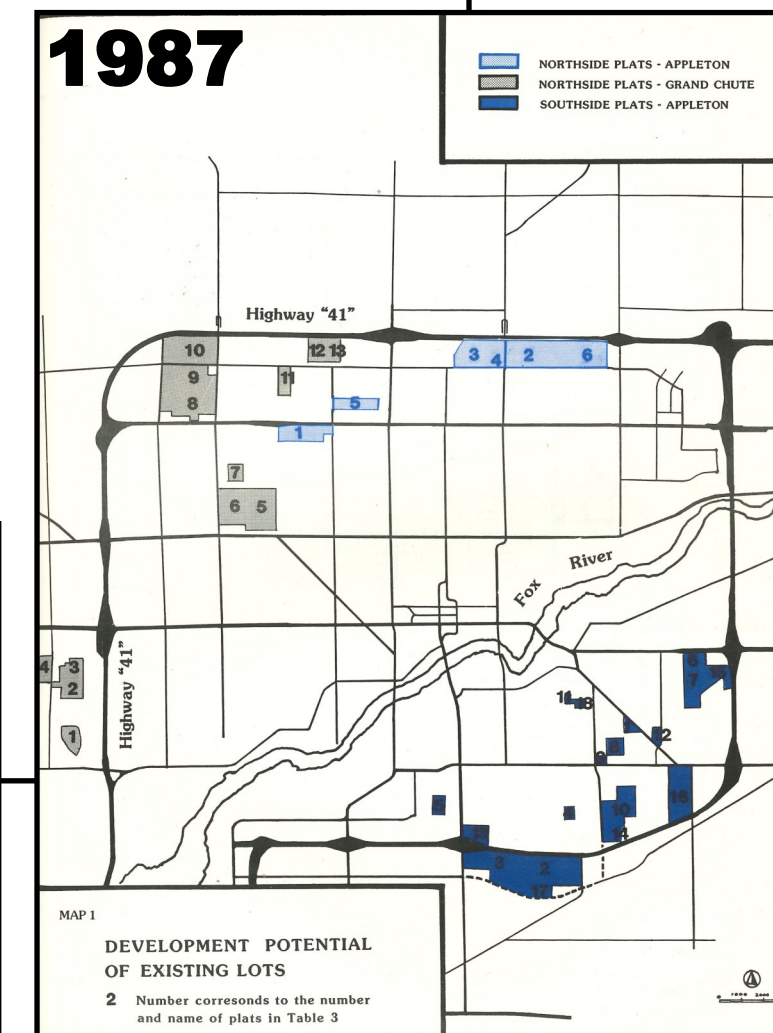 1987
NORTHSIDE PLATS - APPLETON
NORTHSIDE PLATS - GRAND CHUTE
SOUTHSIDE PLATS - APPLETON
Highway "41"
10
12 13
3
4
2
6
9
11
8
5
1
7
6
5
Fox River
Highway "41"
4
3
2
1
6
7
11
2
5
10
16
4
14
3
2
17
MAP 1
DEVELOPMENT POTENTIAL
OF EXISTING LOTS
2 Number corresonds to the number
and name of plats in Table 3